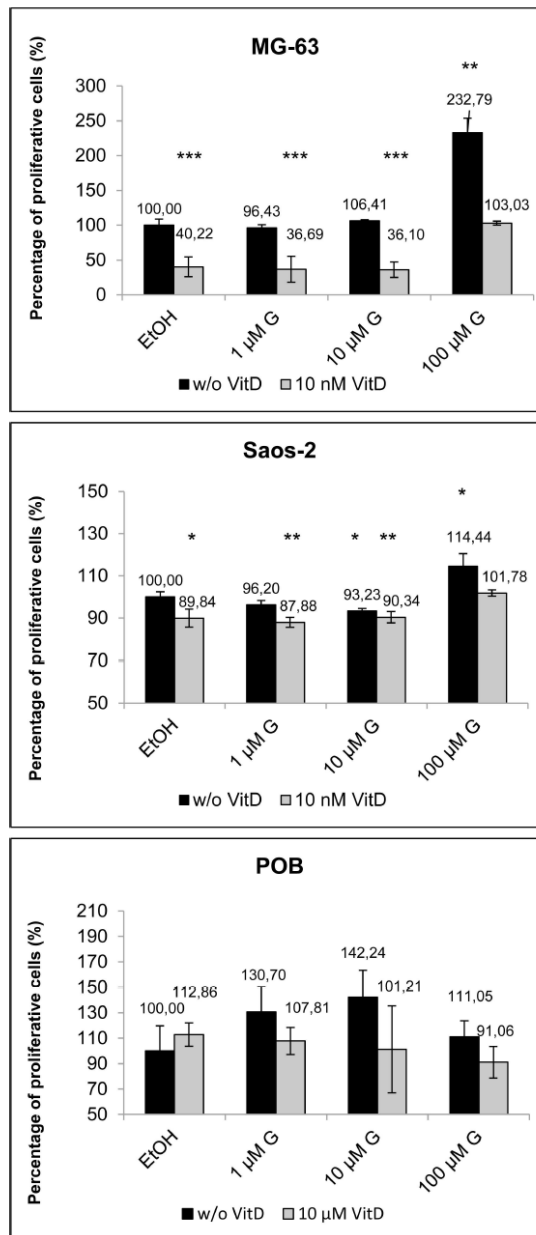 MG-63
Percentage of proliferative cells (%)
300
250
200
150
100
50
0
*** *** *** **
100,00 40,22 96,43 36,69 106,41 36,10 232,79 103,03
EtOH 1 µM G 10 µM G 100 µM G
w/o VitD 10 nM VitD
Saos-2
Percentage of proliferative cells (%)
150
130
110
90
70
50
* ** * ** *
100,00 89,84 96,20 87,88 93,23 90,34 114,44 101,78
EtOH 1 µM G 10 µM G 100 µM G
w/o VitD 10 nM VitD
POB
Percentage of proliferative cells (%)
210
190
170
150
130
110
90
70
50
100,00 112,86 130,70 107,81 142,24 101,21 111,05 91,06
EtOH 1 µM G 10 µM G 100 µM G
w/o VitD 10 µM VitD